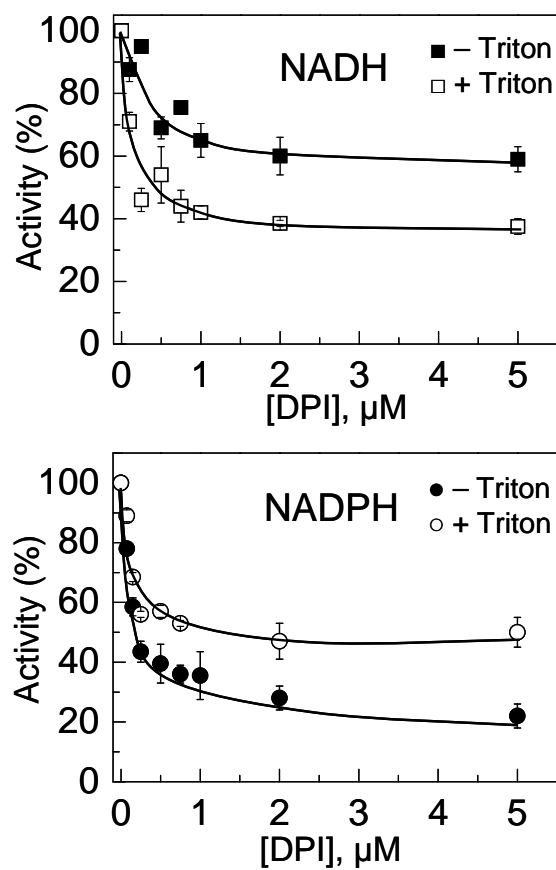 100
80
60
40
20
0
Activity (%)
NADH
– Triton
+ Triton
0 1 2 3 4 5
[DPI], μM
100
80
60
40
20
0
Activity (%)
NADPH
– Triton
+ Triton
0 1 2 3 4 5
[DPI], μM